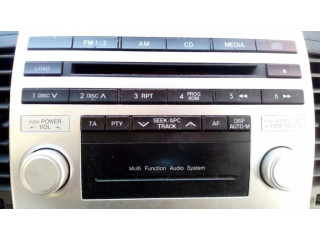 FM 1/2 AM CD MEDIA
LOAD
1 DISC ∨ 2 DISC ∧ 3 RPT 4 PROG RDM 5 ◀◀ 6 ▶▶
PUSH POWER
VOL
TA PTY ∨ SEEK APC TRACK ∧ AF DISP AUTO-M
Multi Function Audio System